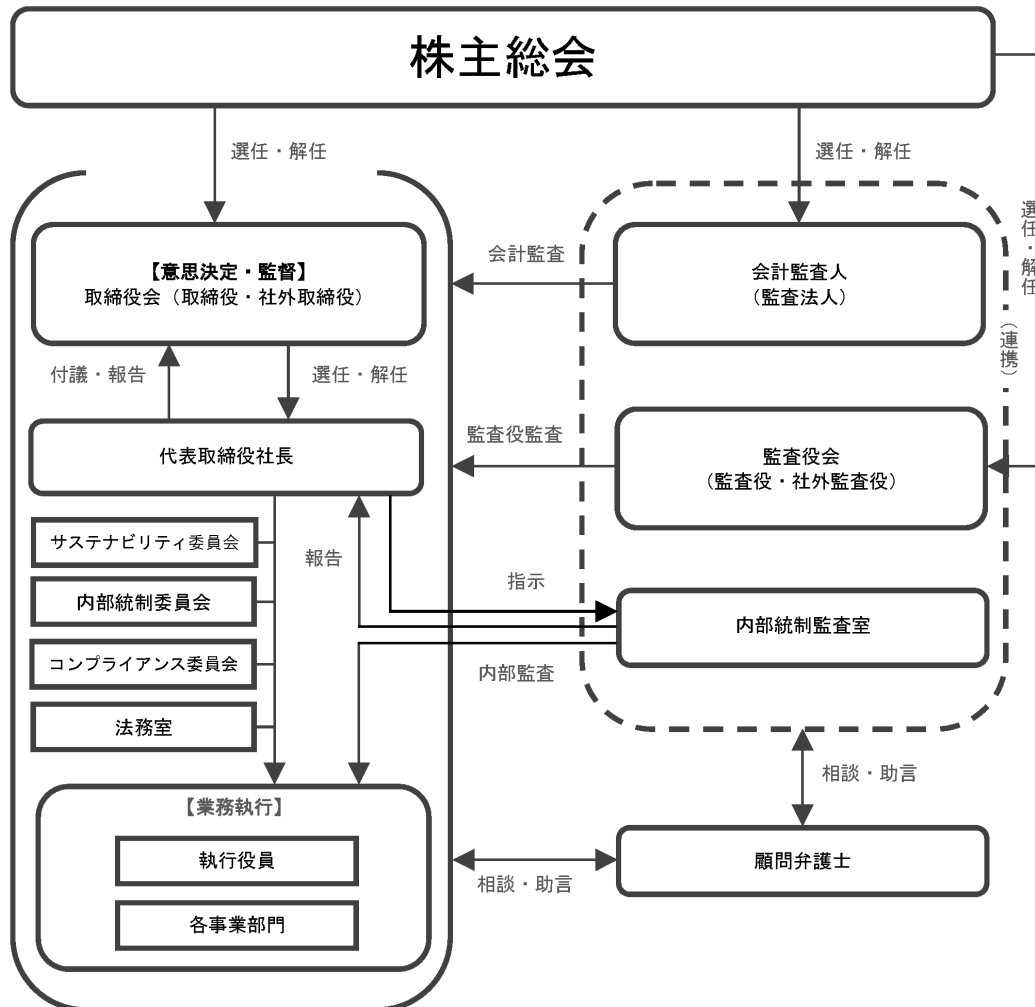 株主総会
選任・解任
選任・解任
選任・解任
【意思決定・監督】
取締役会（取締役・社外取締役）
会計監査
会計監査人
（監査法人）
（連携）
付議・報告
選任・解任
代表取締役社長
監査役監査
監査役会
（監査役・社外監査役）
サステナビリティ委員会
報告
指示
内部統制委員会
内部統制監査室
コンプライアンス委員会
内部監査
法務室
相談・助言
【業務執行】
執行役員
顧問弁護士
相談・助言
各事業部門